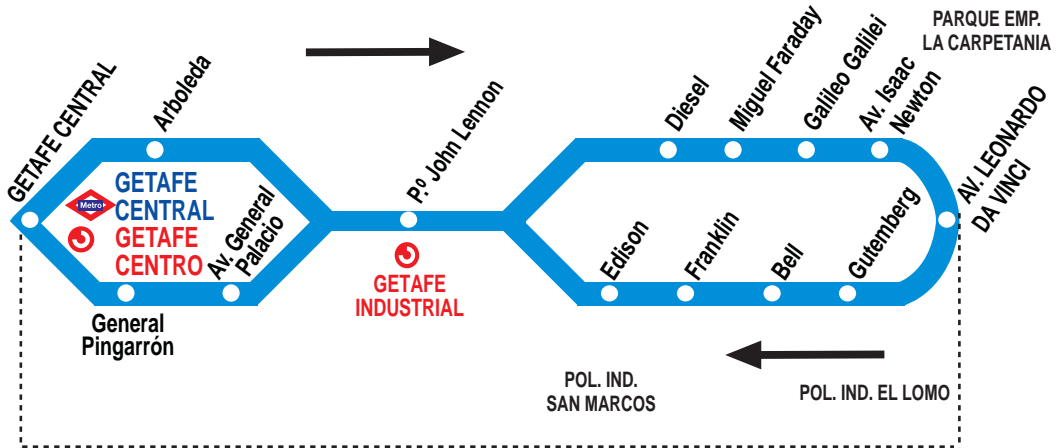 GETAFE CENTRAL
Arboleda
P.º John Lennon
Diesel
Miguel Faraday
Galileo Galilei
Av. Isaac
Newton
PARQUE EMP.
LA CARPETANIA
AV. LEONARDO
DA VINCI
Metro
GETAFE
CENTRAL
GETAFE
CENTRO
Av. General
Palacio
General
Pingarrón
GETAFE
INDUSTRIAL
Edison
Franklin
Bell
Gutemberg
POL. IND.
SAN MARCOS
POL. IND. EL LOMO